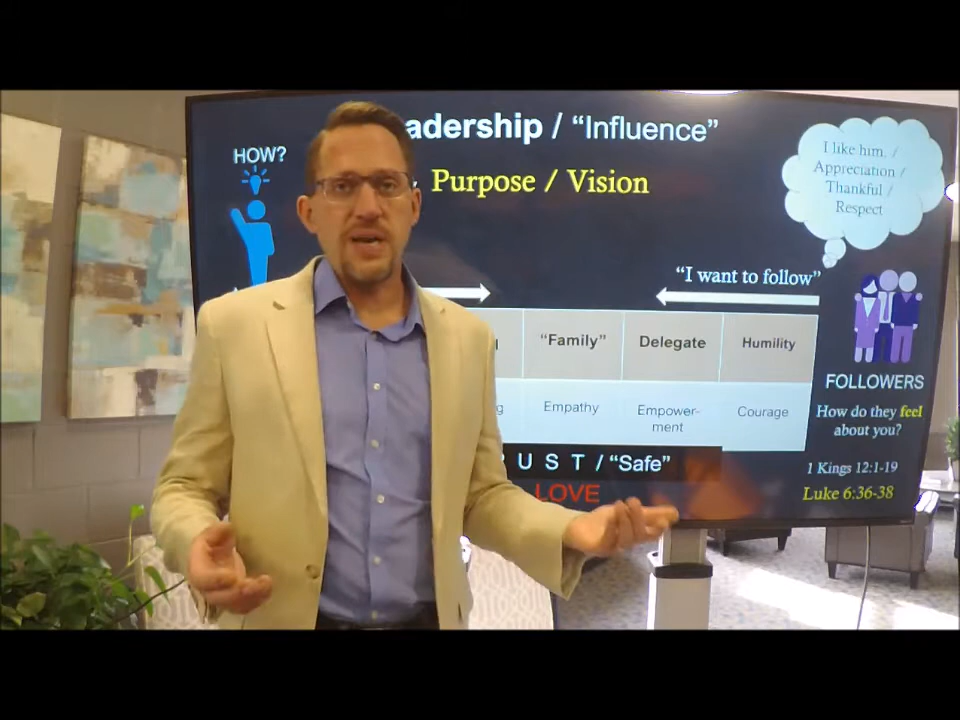 adership / “Influence”
HOW?
Purpose / Vision
I like him. /
Appreciation /
Thankful /
Respect
“I want to follow”
“Family”
Delegate
Humility
Empathy
Empower-
ment
Courage
FOLLOWERS
How do they feel
about you?
U S T / “Safe”
LOVE
1 Kings 12:1-19
Luke 6:36-38